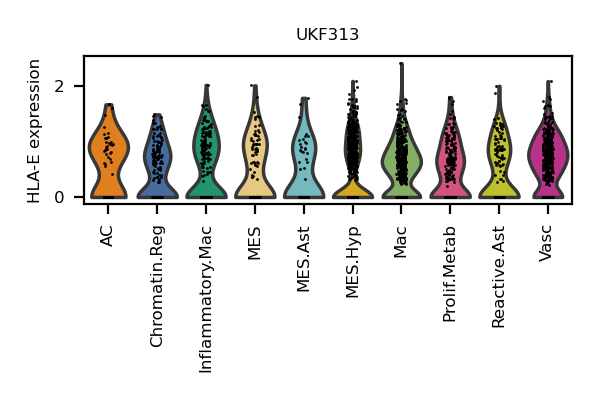 UKF313
HLA-E expression
2
0
AC
Chromatin.Reg
Inflammatory.Mac
MES
MES.Ast
MES.Hyp
Mac
Prolif.Metab
Reactive.Ast
Vasc